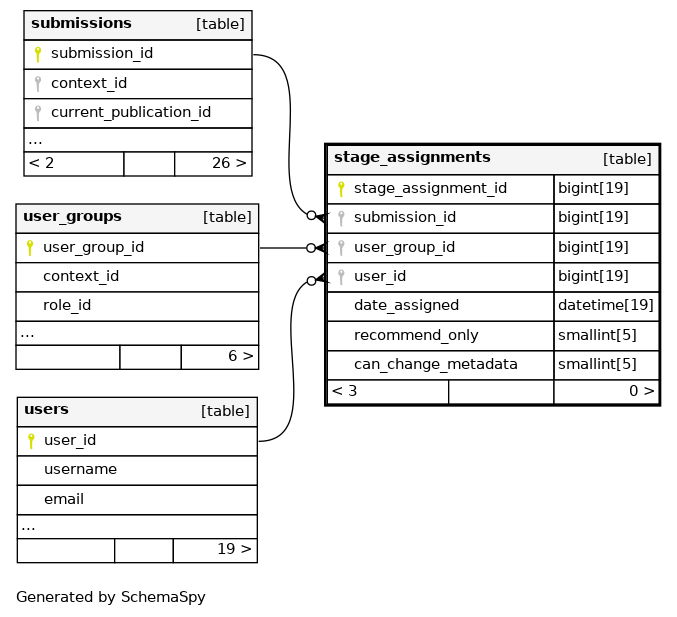 submissions [table]
submission_id
context_id
current_publication_id
...
< 2 26 >
user_groups [table]
user_group_id
context_id
role_id
...
6 >
users [table]
user_id
username
email
...
19 >
stage_assignments [table]
stage_assignment_id bigint[19]
submission_id bigint[19]
user_group_id bigint[19]
user_id bigint[19]
date_assigned datetime[19]
recommend_only smallint[5]
can_change_metadata smallint[5]
< 3 0 >
Generated by SchemaSpy